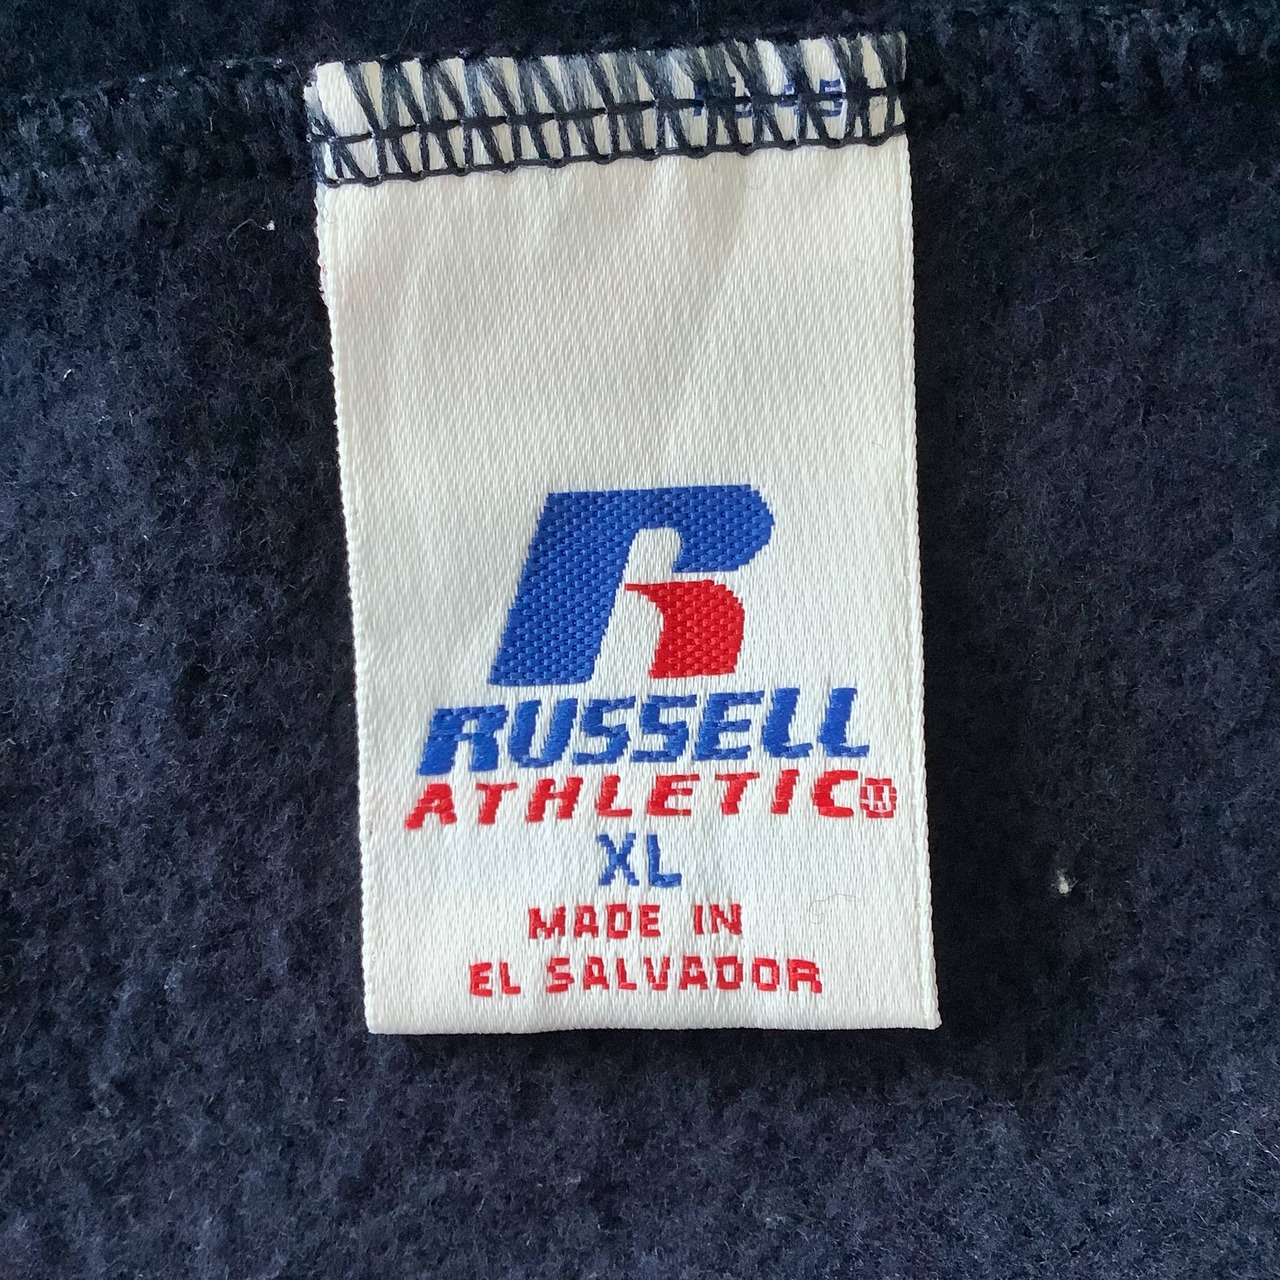 R
RUSSELL
ATHLETIC®
XL
MADE IN
EL SALVADOR